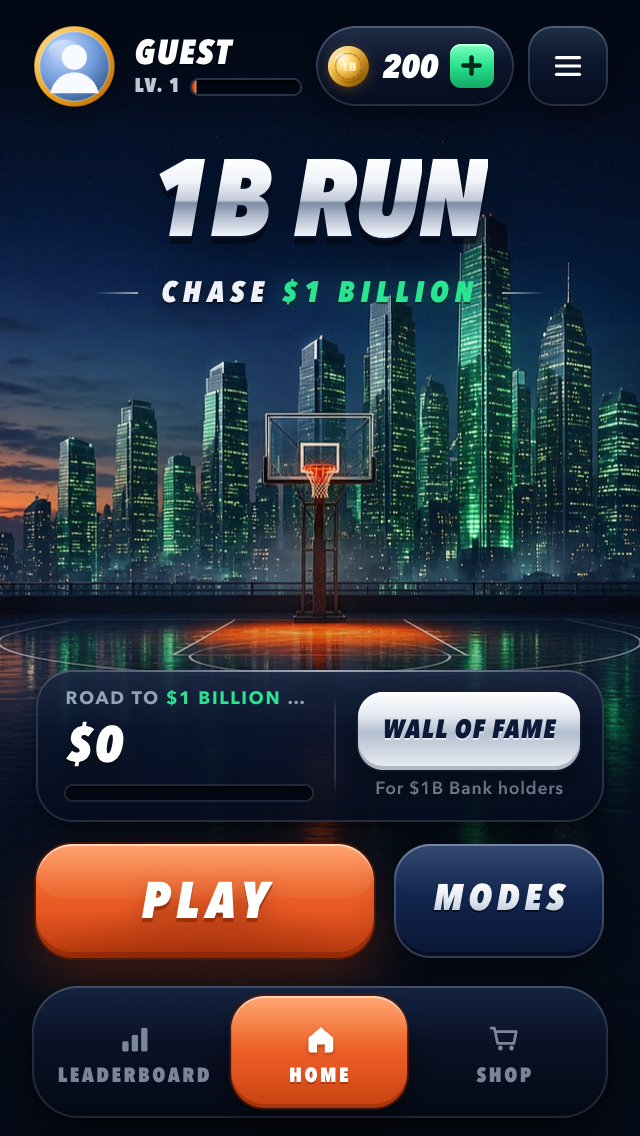 GUEST
LV. 1
1B
200
1B RUN
CHASE $1 BILLION
ROAD TO $1 BILLION ...
$0
WALL OF FAME
For $1B Bank holders
PLAY
MODES
LEADERBOARD
HOME
SHOP